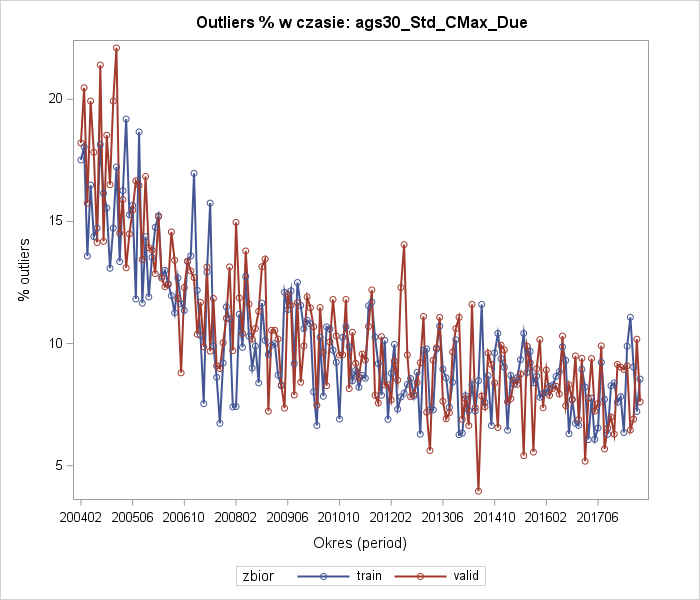 Outliers % w czasie: ags30_Std_CMax_Due
% outliers
20
15
10
5
200402 200506 200610 200802 200906 201010 201202 201306 201410 201602 201706
Okres (period)
zbior train valid